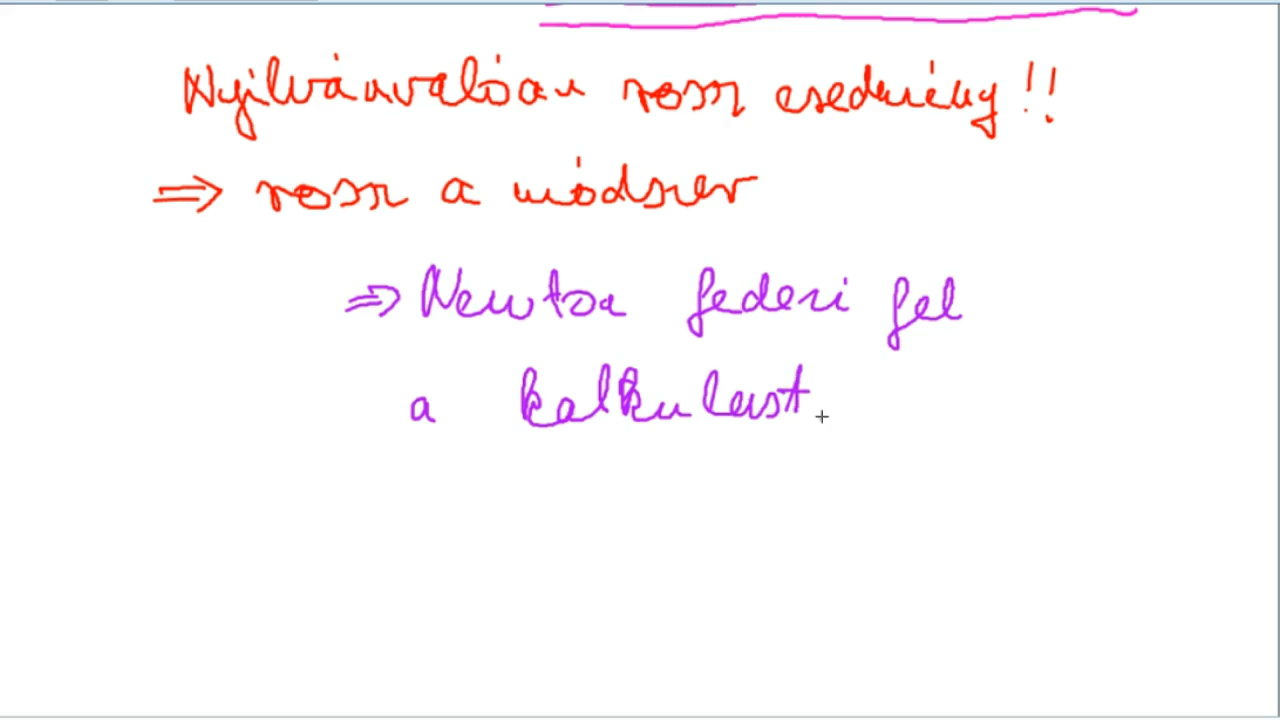 Nyilvánvalóan rossz eredmény!!
⇒ rossz a módszer
⇒ Newton fedezi fel
a kalkulust